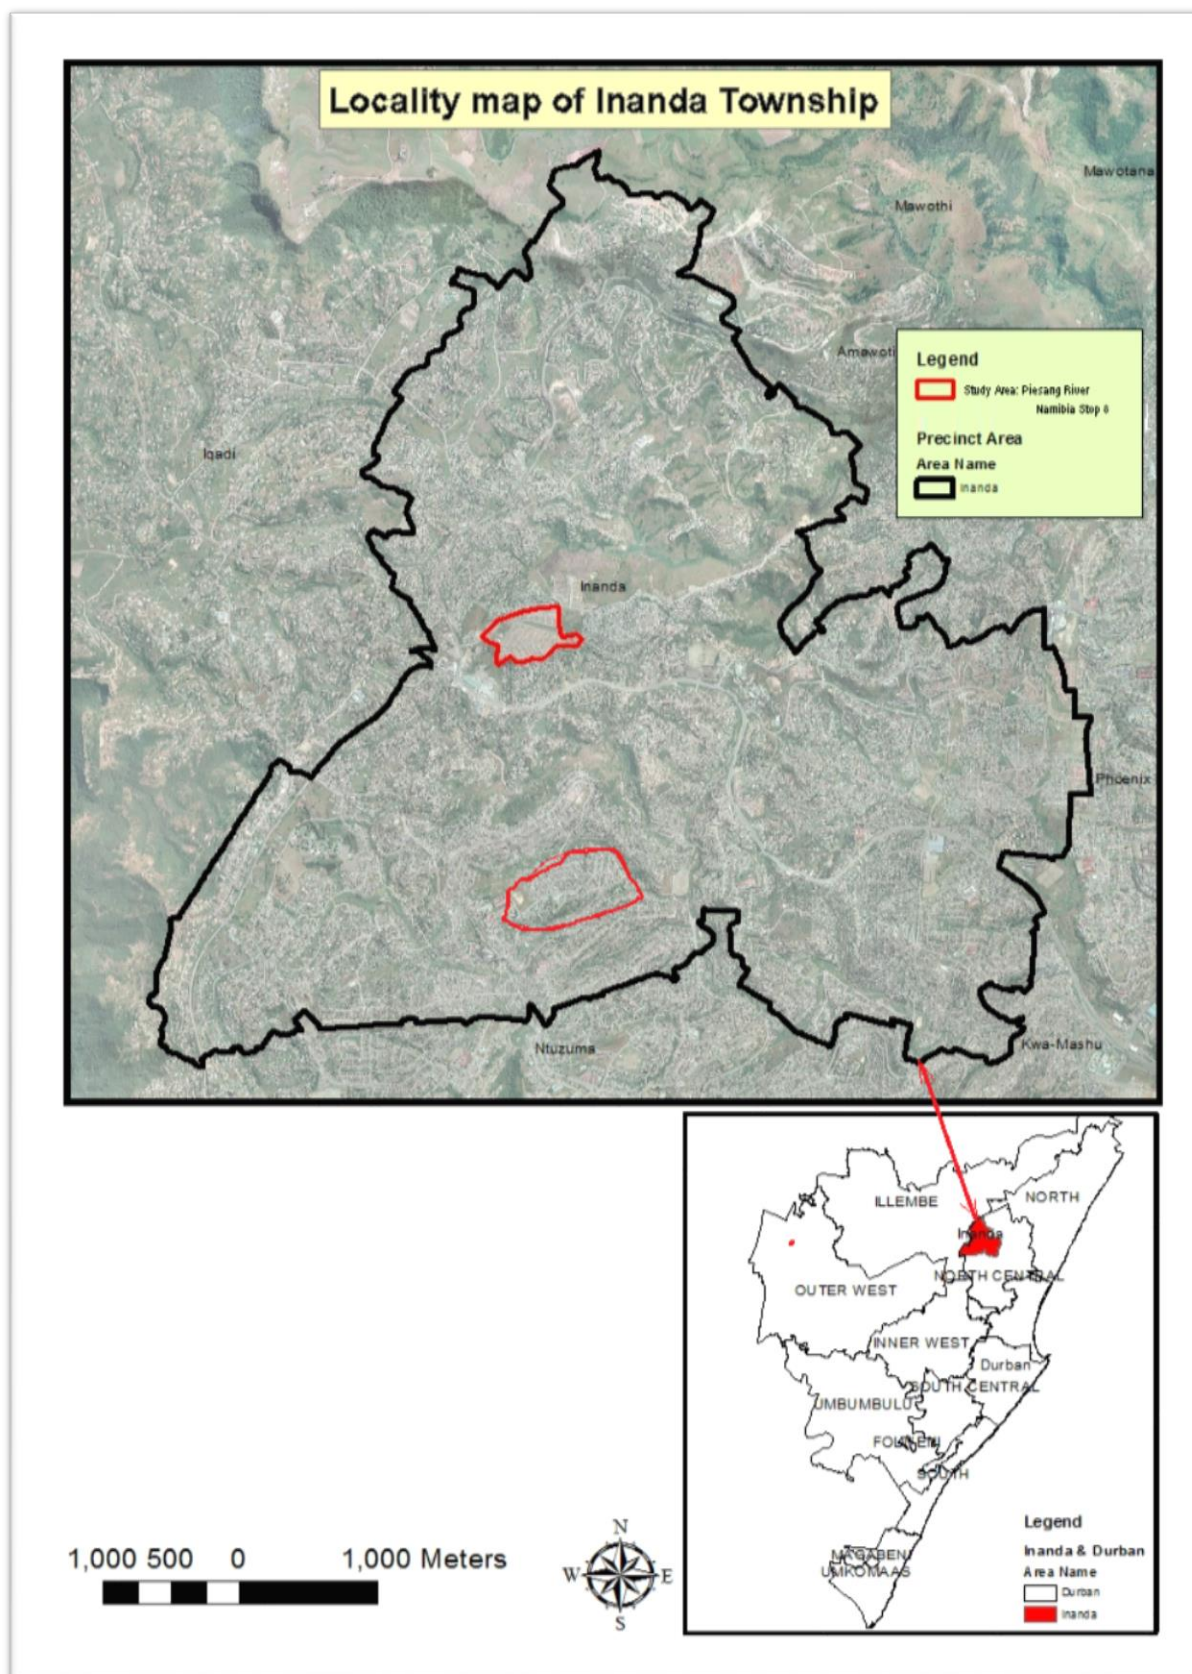 Locality map of Inanda Township
Mawotana
Mawothi
Amawoti
Legend
Study Area: Piesang River
Namibia Stop 8
Precinct Area
Area Name
Inanda
Iqadi
Inanda
Phoenix
Ntuzuma
Kwa-Mashu
ILLEMBE
NORTH
Inanda
NORTH CENTRAL
OUTER WEST
INNER WEST
Durban
SOUTH CENTRAL
UMBUMBULU
SOUTH
MAGABENI
UMKOMAAS
Legend
Inanda & Durban
Area Name
Durban
Inanda
1,000 500 0 1,000 Meters
N
W E
S